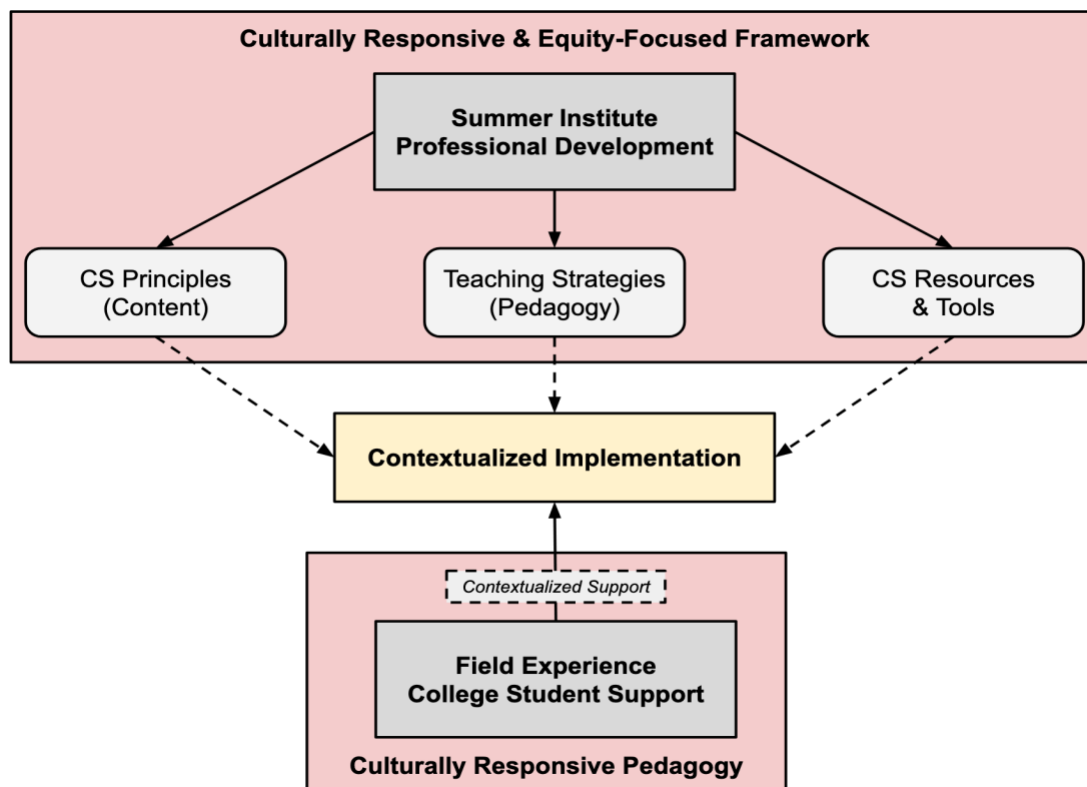 Culturally Responsive & Equity-Focused Framework
Summer Institute
Professional Development
CS Principles
(Content)
Teaching Strategies
(Pedagogy)
CS Resources
& Tools
Contextualized Implementation
Contextualized Support
Field Experience
College Student Support
Culturally Responsive Pedagogy